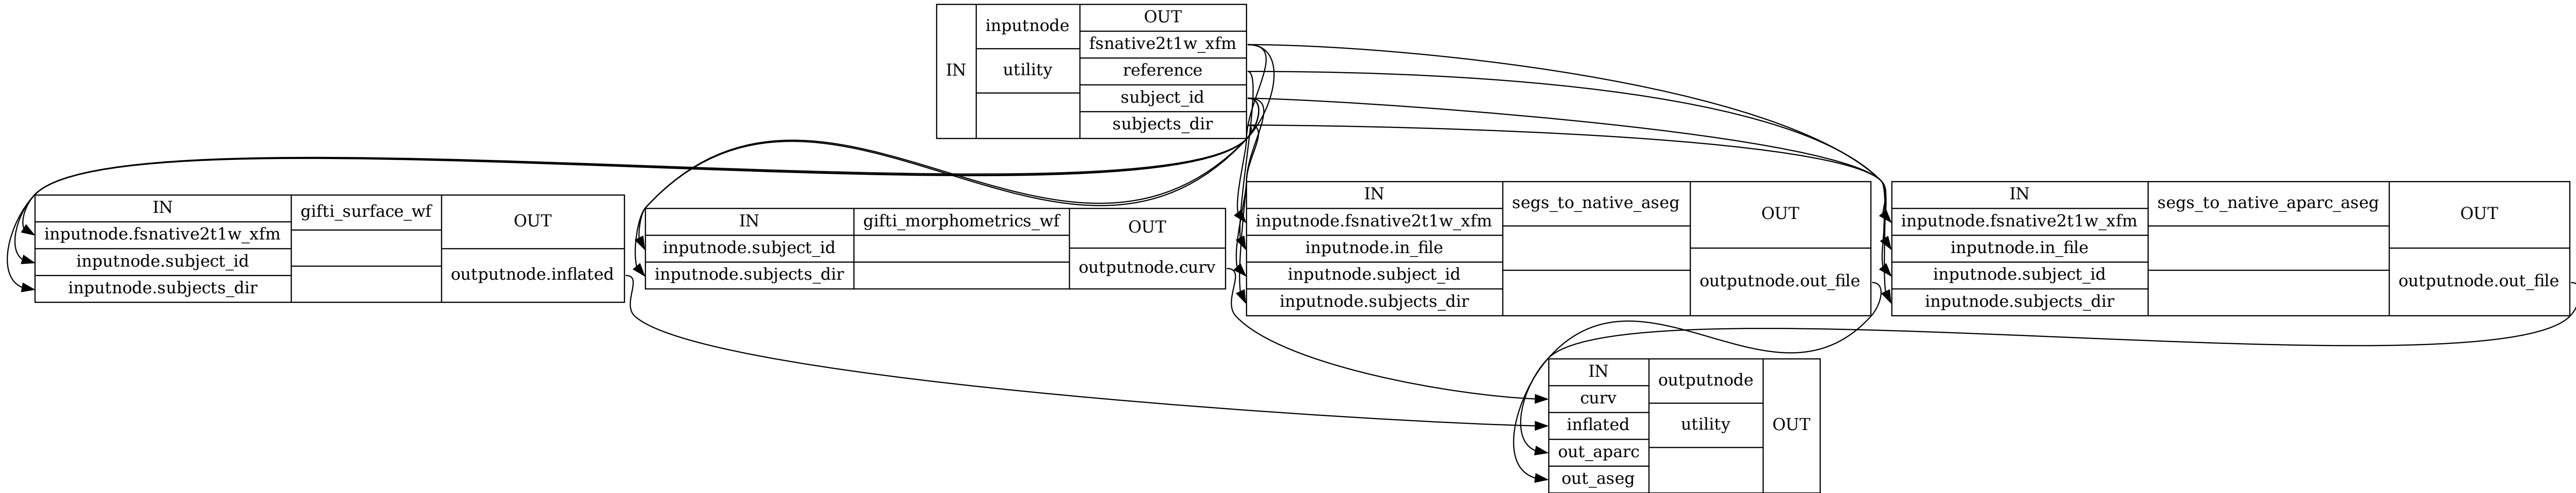 IN
inputnode
utility
OUT
fsnative2t1w_xfm
reference
subject_id
subjects_dir
IN
inputnode.fsnative2t1w_xfm
inputnode.subject_id
inputnode.subjects_dir
gifti_surface_wf
OUT
outputnode.inflated
IN
inputnode.subject_id
inputnode.subjects_dir
gifti_morphometrics_wf
OUT
outputnode.curv
IN
inputnode.fsnative2t1w_xfm
inputnode.in_file
inputnode.subject_id
inputnode.subjects_dir
segs_to_native_aseg
OUT
outputnode.out_file
IN
inputnode.fsnative2t1w_xfm
inputnode.in_file
inputnode.subject_id
inputnode.subjects_dir
segs_to_native_aparc_aseg
OUT
outputnode.out_file
IN
curv
inflated
out_aparc
out_aseg
outputnode
utility
OUT